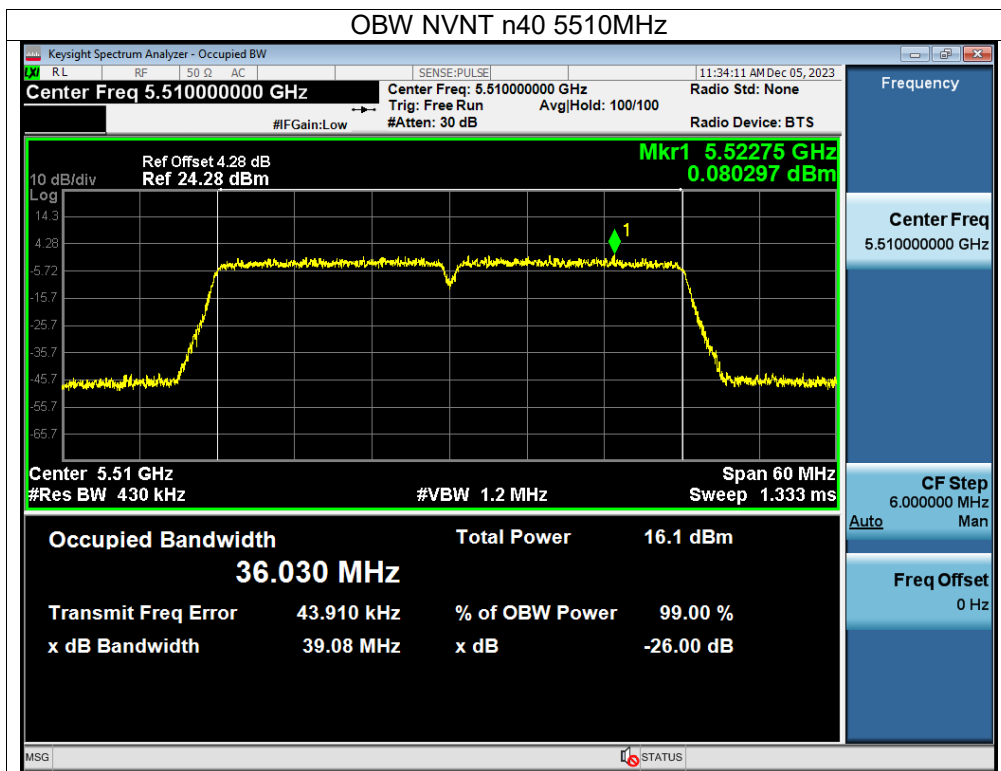 OBW NVNT n40 5510MHz
Keysight Spectrum Analyzer - Occupied BW
LXI RL RF 50 Ω AC SENSE:PULSE 11:34:11 AM Dec 05, 2023
Center Freq 5.510000000 GHz
Center Freq: 5.510000000 GHz
Radio Std: None
Trig: Free Run Avg|Hold: 100/100
#IFGain:Low
#Atten: 30 dB
Radio Device: BTS
Frequency
Ref Offset 4.28 dB
10 dB/div Ref 24.28 dBm
Mkr1 5.52275 GHz
0.080297 dBm
Log
14.3
4.28
-5.72
-15.7
-25.7
-35.7
-45.7
-55.7
-65.7
1
Center 5.51 GHz
Span 60 MHz
#Res BW 430 kHz
#VBW 1.2 MHz
Sweep 1.333 ms
Center Freq
5.510000000 GHz
CF Step
6.000000 MHz
Auto Man
Freq Offset
0 Hz
Occupied Bandwidth
36.030 MHz
Total Power 16.1 dBm
Transmit Freq Error 43.910 kHz % of OBW Power 99.00 %
x dB Bandwidth 39.08 MHz x dB -26.00 dB
MSG STATUS